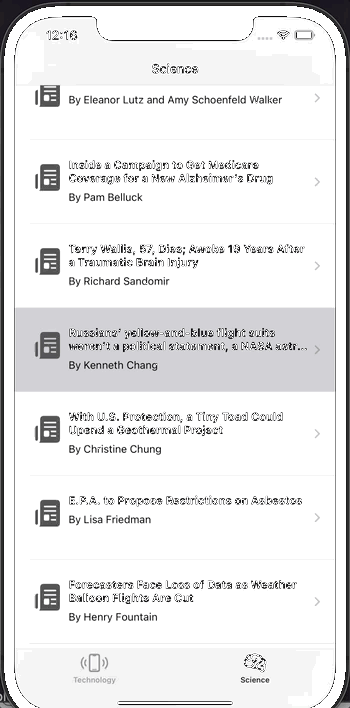 12:16
Science
By Eleanor Lutz and Amy Schoenfeld Walker
Inside a Campaign to Get Medicare
Coverage for a New Alzheimer's Drug
By Pam Belluck
Terry Wallis, 57, Dies; Awoke 19 Years After
a Traumatic Brain Injury
By Richard Sandomir
Russians' yellow-and-blue flight suits
weren't a political statement, a NASA astr...
By Kenneth Chang
With U.S. Protection, a Tiny Toad Could
Upend a Geothermal Project
By Christine Chung
E.P.A. to Propose Restrictions on Asbestos
By Lisa Friedman
Forecasters Face Loss of Data as Weather
Balloon Flights Are Cut
By Henry Fountain
Technology
Science